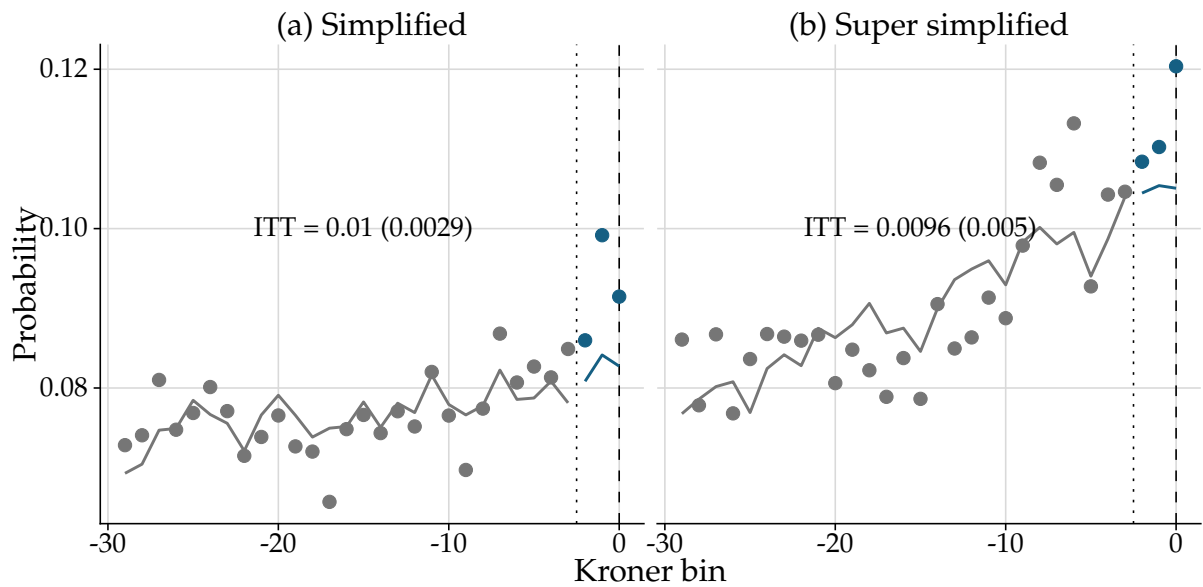 (a) Simplified
(b) Super simplified
0.12
0.10
0.08
Probability
ITT = 0.01 (0.0029)
ITT = 0.0096 (0.005)
-30 -20 -10 0
-30 -20 -10 0
Kroner bin